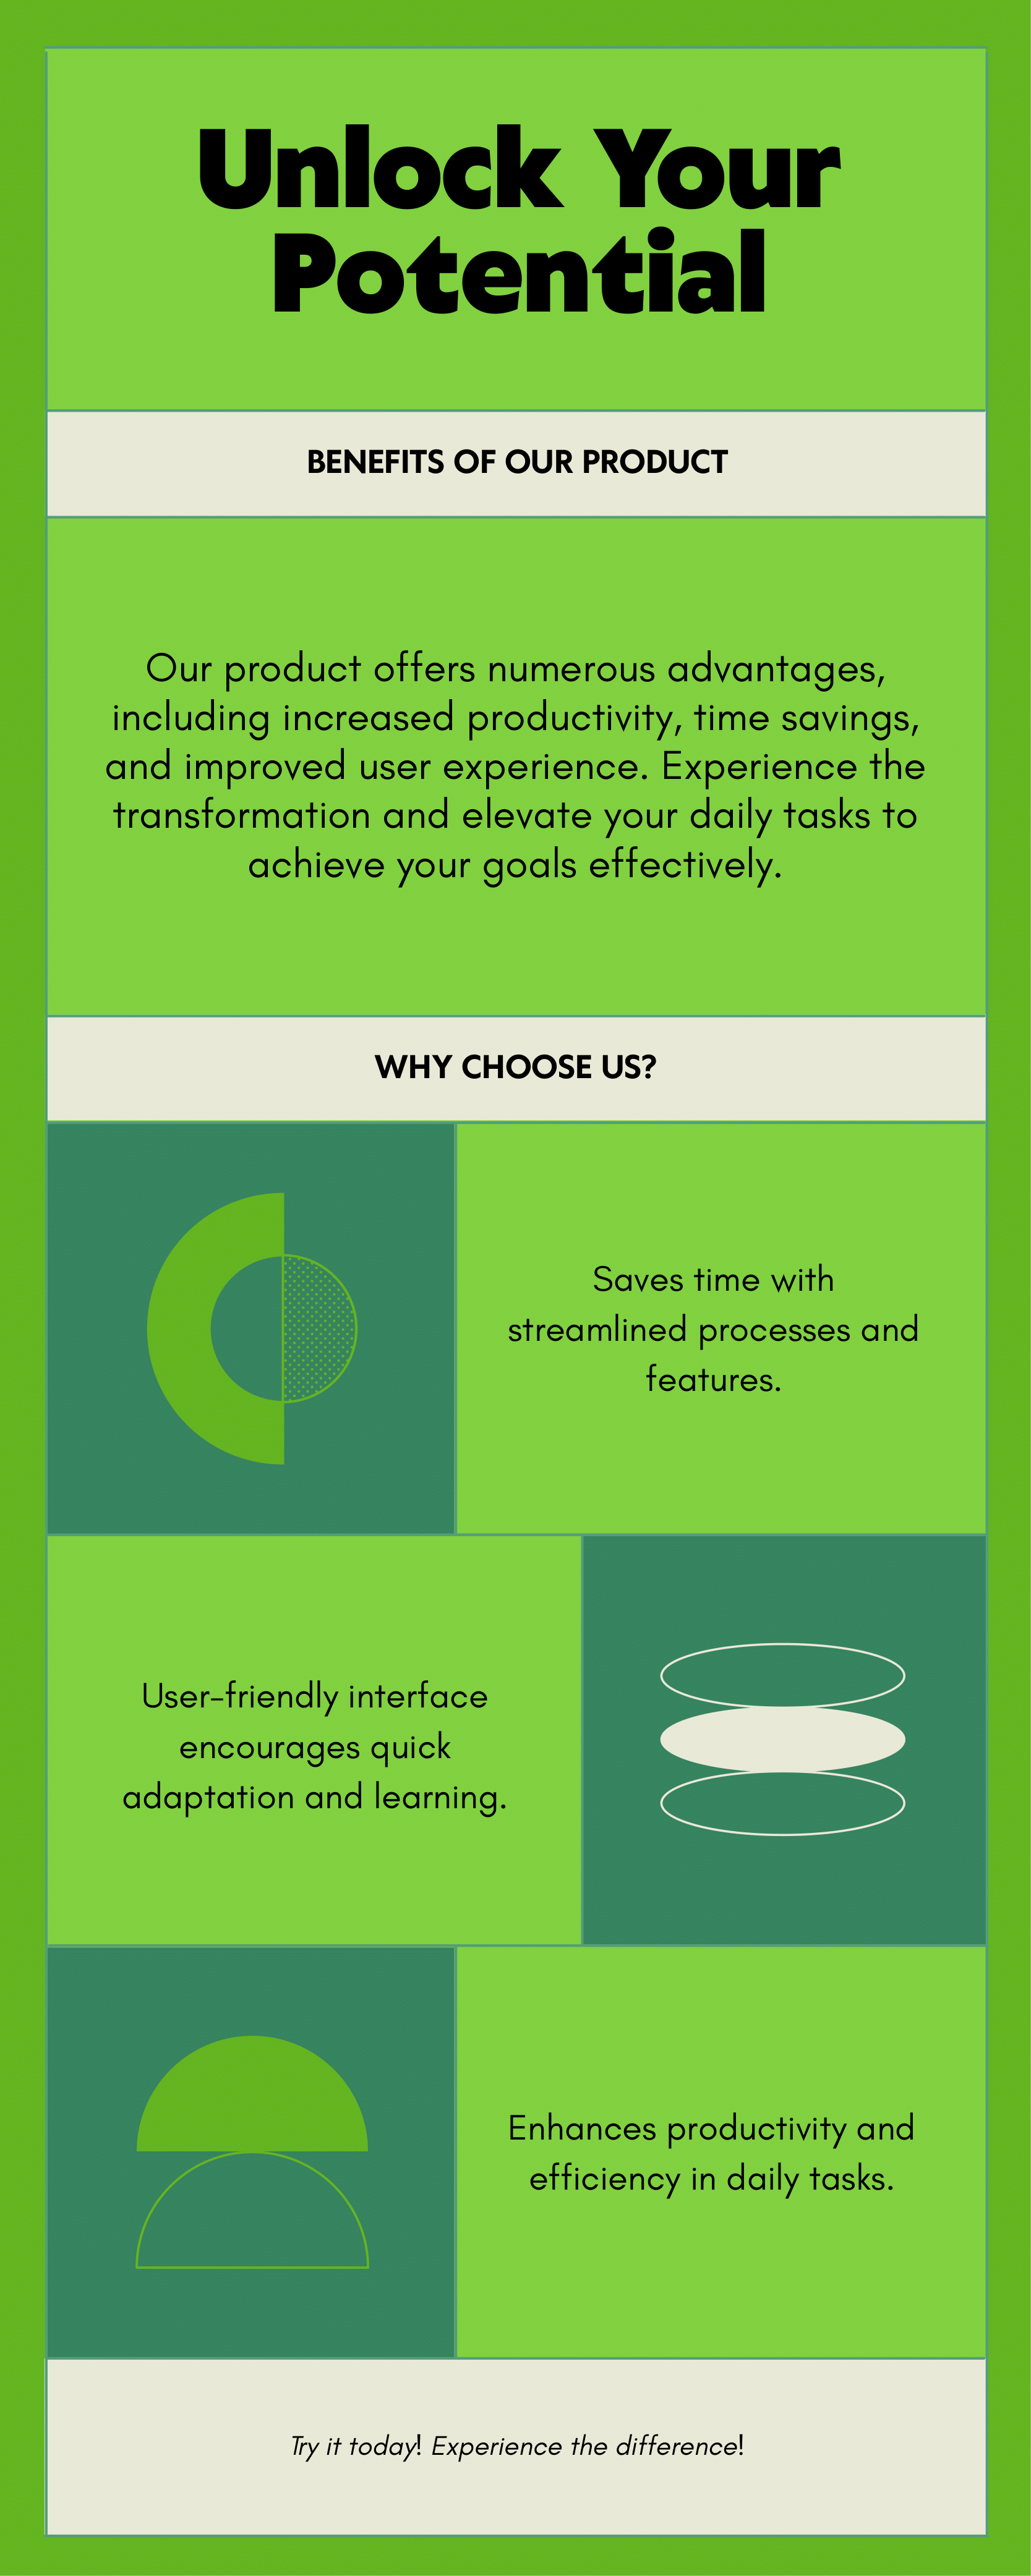 Unlock Your
Potential
BENEFITS OF OUR PRODUCT
Our product offers numerous advantages,
including increased productivity, time savings,
and improved user experience. Experience the
transformation and elevate your daily tasks to
achieve your goals effectively.
WHY CHOOSE US?
Saves time with
streamlined processes and
features.
User-friendly interface
encourages quick
adaptation and learning.
Enhances productivity and
efficiency in daily tasks.
Try it today! Experience the difference!